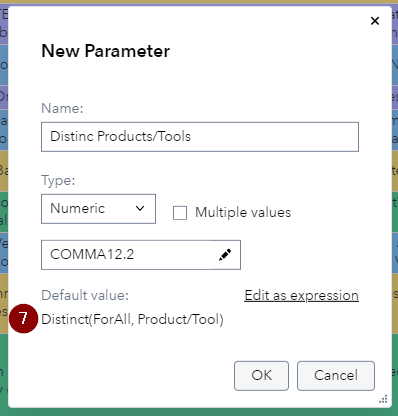 New Parameter
Name:
Distinc Products/Tools
Type:
Numeric
Multiple values
COMMA12.2
Default value:
Edit as expression
7
Distinct(ForAll, Product/Tool)
OK
Cancel